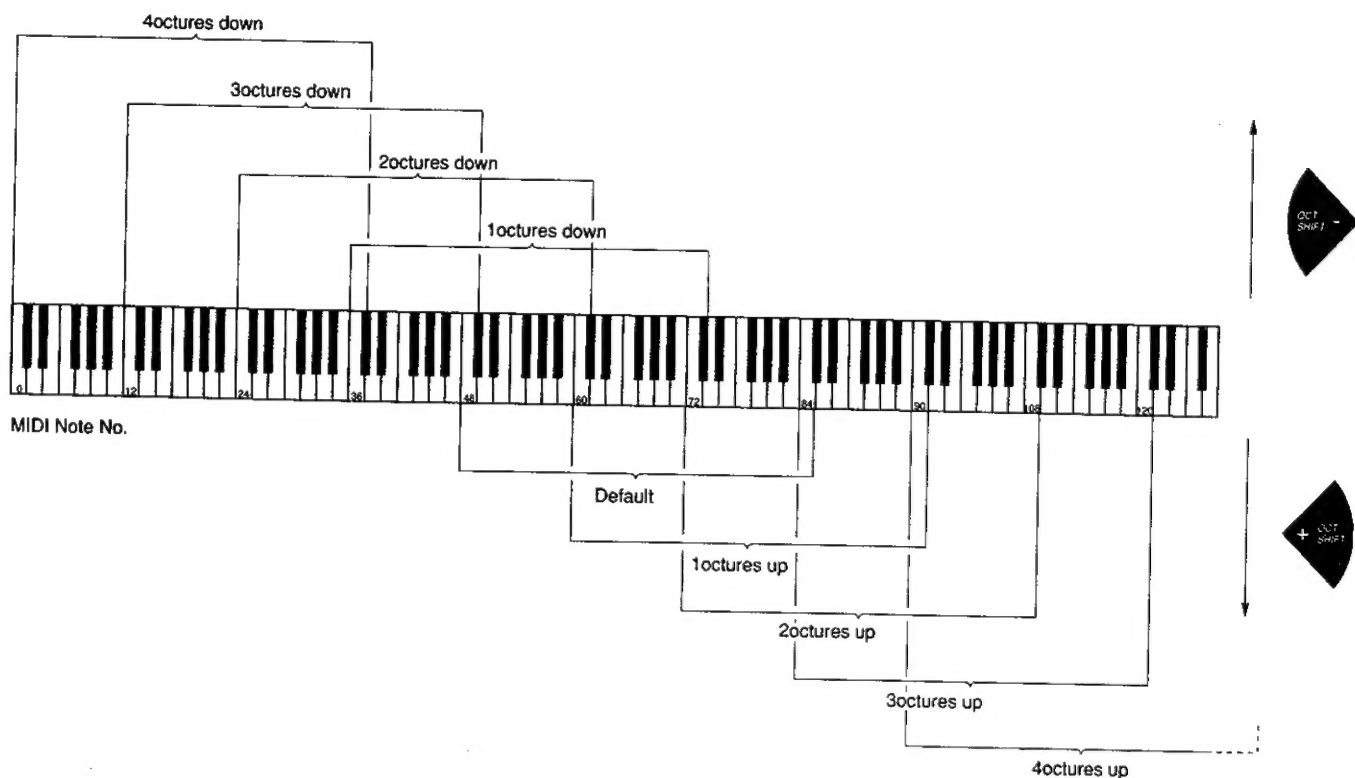 4octures down
3octures down
2octures down
1octures down
OCT
SHIFT -
0 12 24 36 48 60 72 84 90 108 120
MIDI Note No.
Default
+ OCT
SHIFT
1octures up
2octures up
3octures up
4octures up